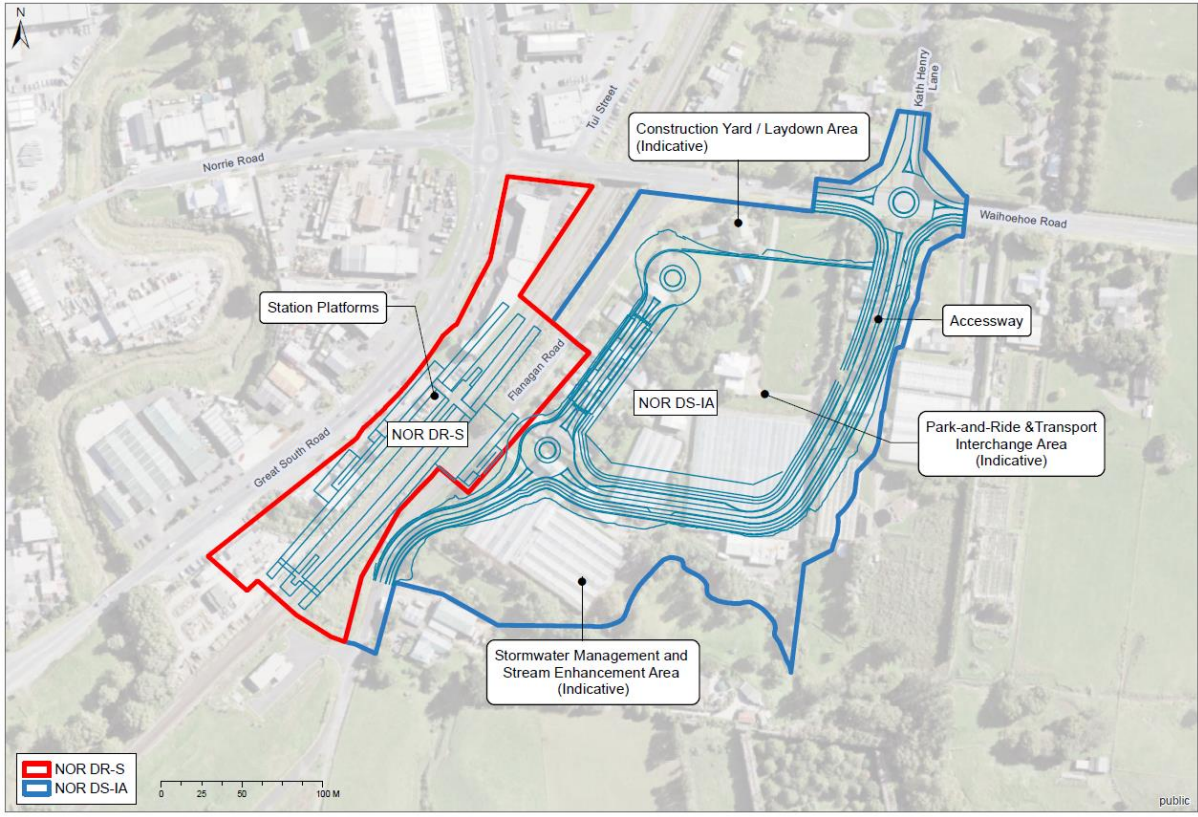 N
Kath Henry
Lane
Tui Street
Construction Yard / Laydown Area
(Indicative)
Norrie Road
Waihoehoe Road
Station Platforms
Accessway
Flanagan Road
NOR DS-IA
Park-and-Ride &Transport
Interchange Area
(Indicative)
NOR DR-S
Great South Road
Stormwater Management and
Stream Enhancement Area
(Indicative)
NOR DR-S
NOR DS-IA
0 25 50 100 M
public